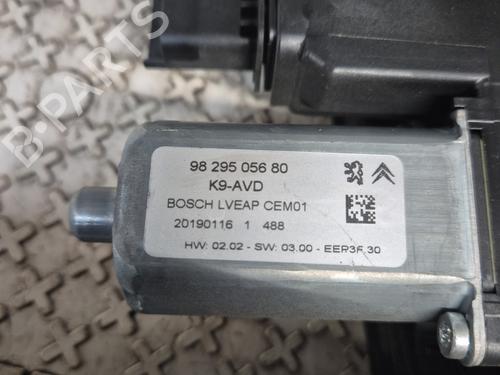 98 295 056 80
K9-AVD
BOSCH LVEAP CEM01
20190116 1 488
HW: 02.02 - SW: 03.00 - EEP3F.30